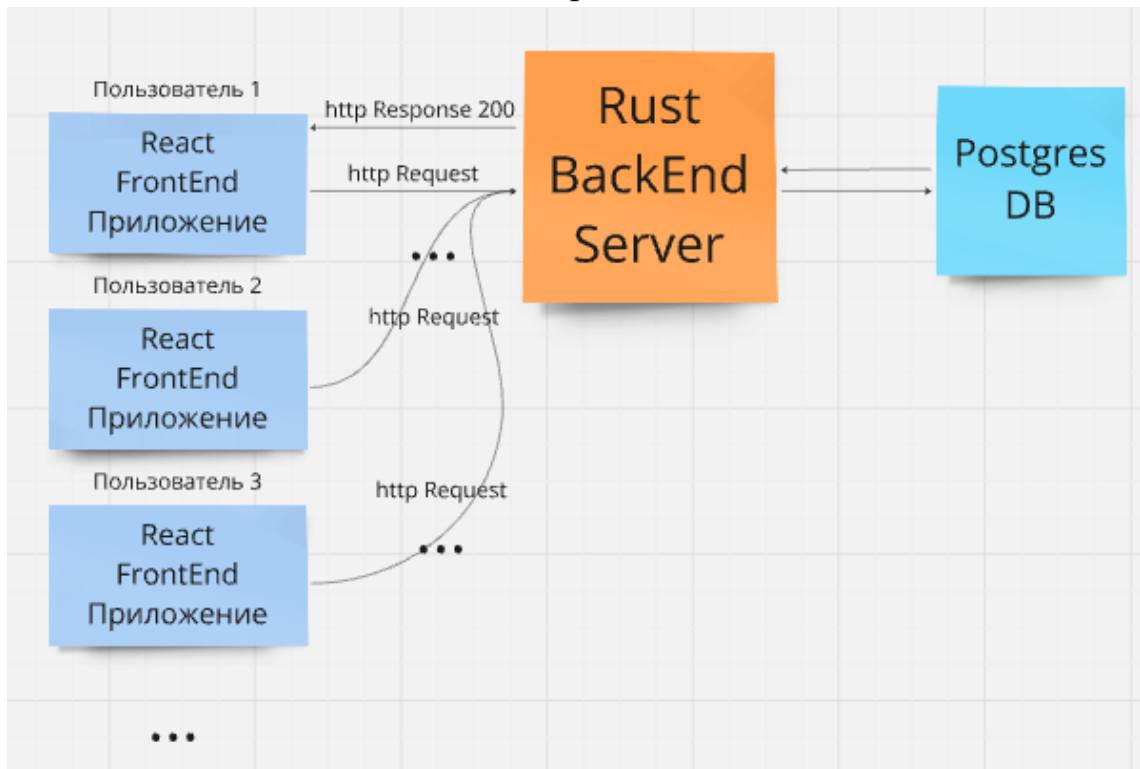 Пользователь 1
React
FrontEnd
Приложение
http Response 200
http Request
Rust
BackEnd
Server
Postgres
DB
...
Пользователь 2
React
FrontEnd
Приложение
http Request
Пользователь 3
React
FrontEnd
Приложение
http Request
...
...